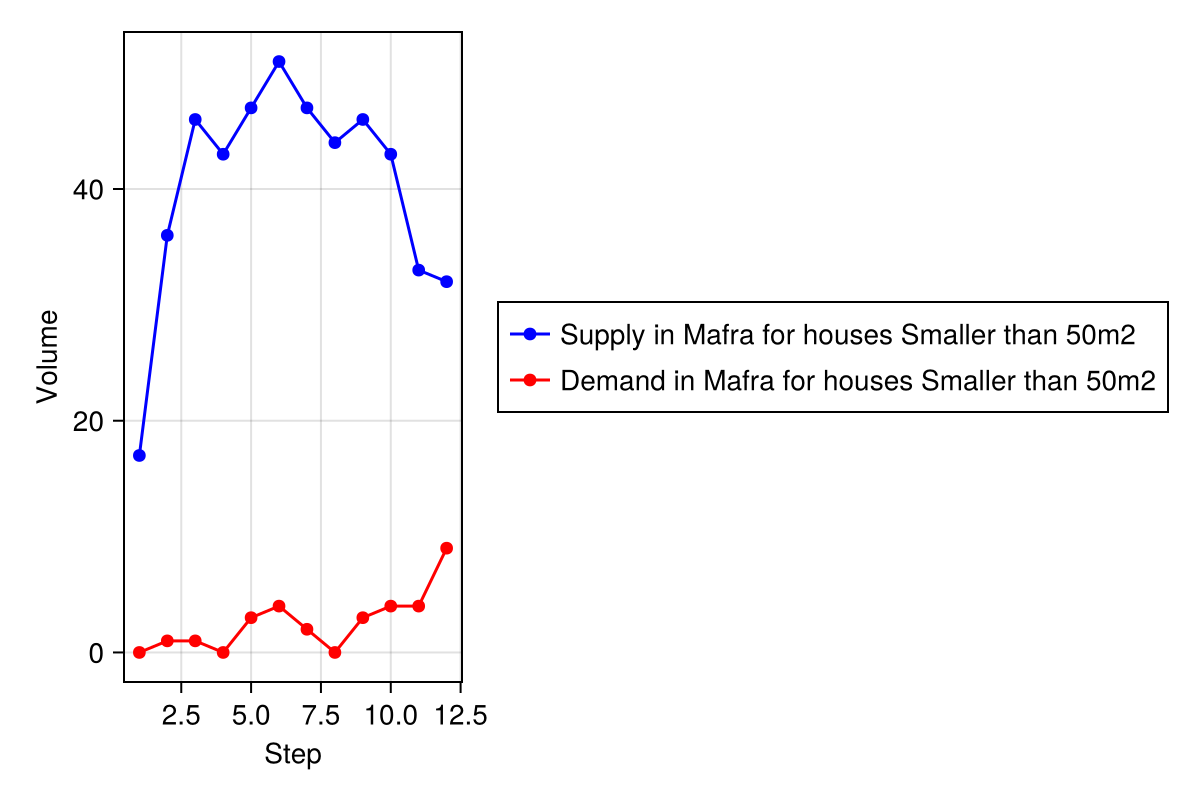 40
20
0
Volume
2.5 5.0 7.5 10.0 12.5
Step
Supply in Mafra for houses Smaller than 50m2
Demand in Mafra for houses Smaller than 50m2